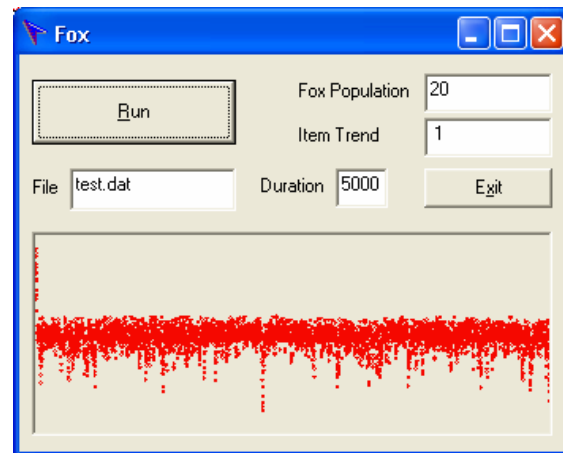 Fox
Run
Fox Population 20
Item Trend 1
File test.dat Duration 5000 Exit